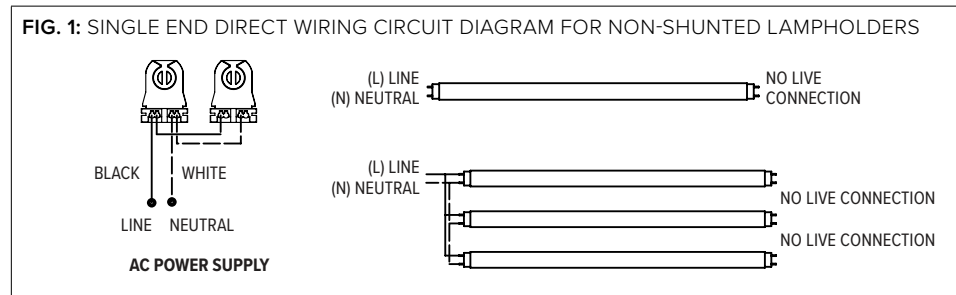 FIG. 1: SINGLE END DIRECT WIRING CIRCUIT DIAGRAM FOR NON-SHUNTED LAMPHOLDERS
BLACK
WHITE
LINE
NEUTRAL
AC POWER SUPPLY
(L) LINE
(N) NEUTRAL
NO LIVE
CONNECTION
(L) LINE
(N) NEUTRAL
NO LIVE CONNECTION
NO LIVE CONNECTION